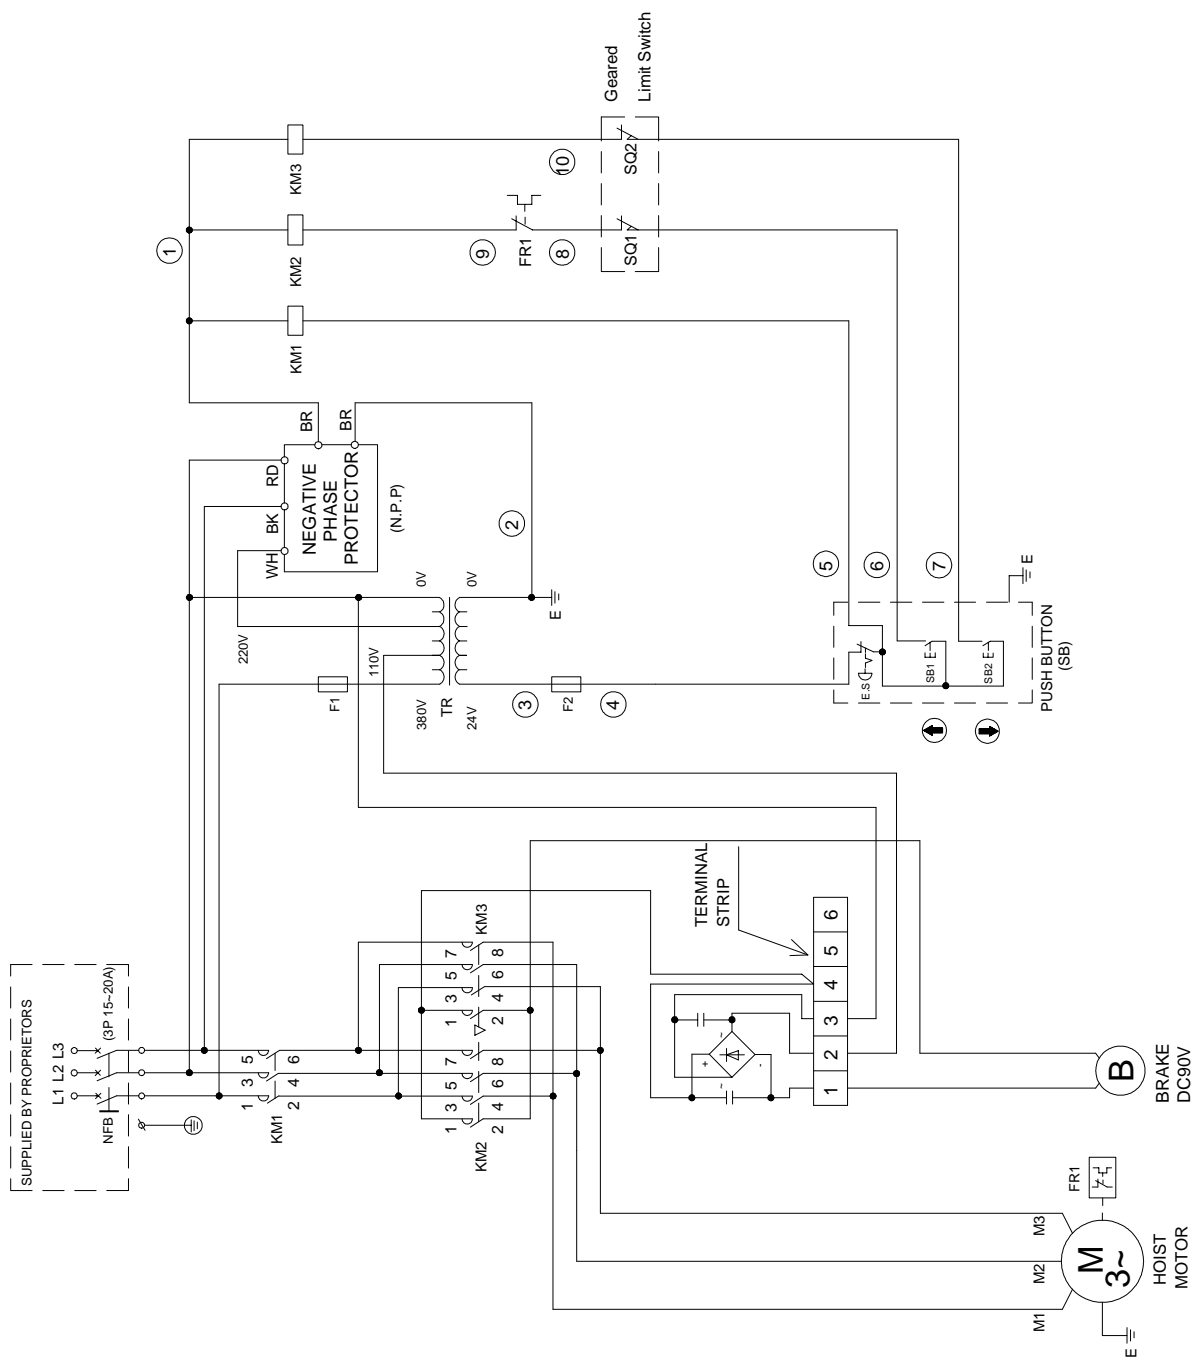 SUPPLIED BY PROPRIETORS
L1 L2 L3
NFB
(3P 15~20A)
1 3 5
2 4 6
KM1
KM2
1 3 5 7
2 4 6 8
KM3
1 3 5 7
2 4 6 8
M1
M2
M3
M
3~
HOIST
MOTOR
E
FR1
B
BRAKE
DC90V
TERMINAL
STRIP
1 2 3 4 5 6
+
-
~
~
F1
380V
110V
220V
0V
TR
24V
0V
E
3
F2
4
2
WH
BK
RD
NEGATIVE
PHASE
PROTECTOR
(N.P.P)
BR
BR
1
KM1
KM2
KM3
9
FR1
8
10
SQ1
SQ2
Geared
Limit Switch
5
6
7
E.S
SB1
SB2
E
E
PUSH BUTTON
(SB)
E